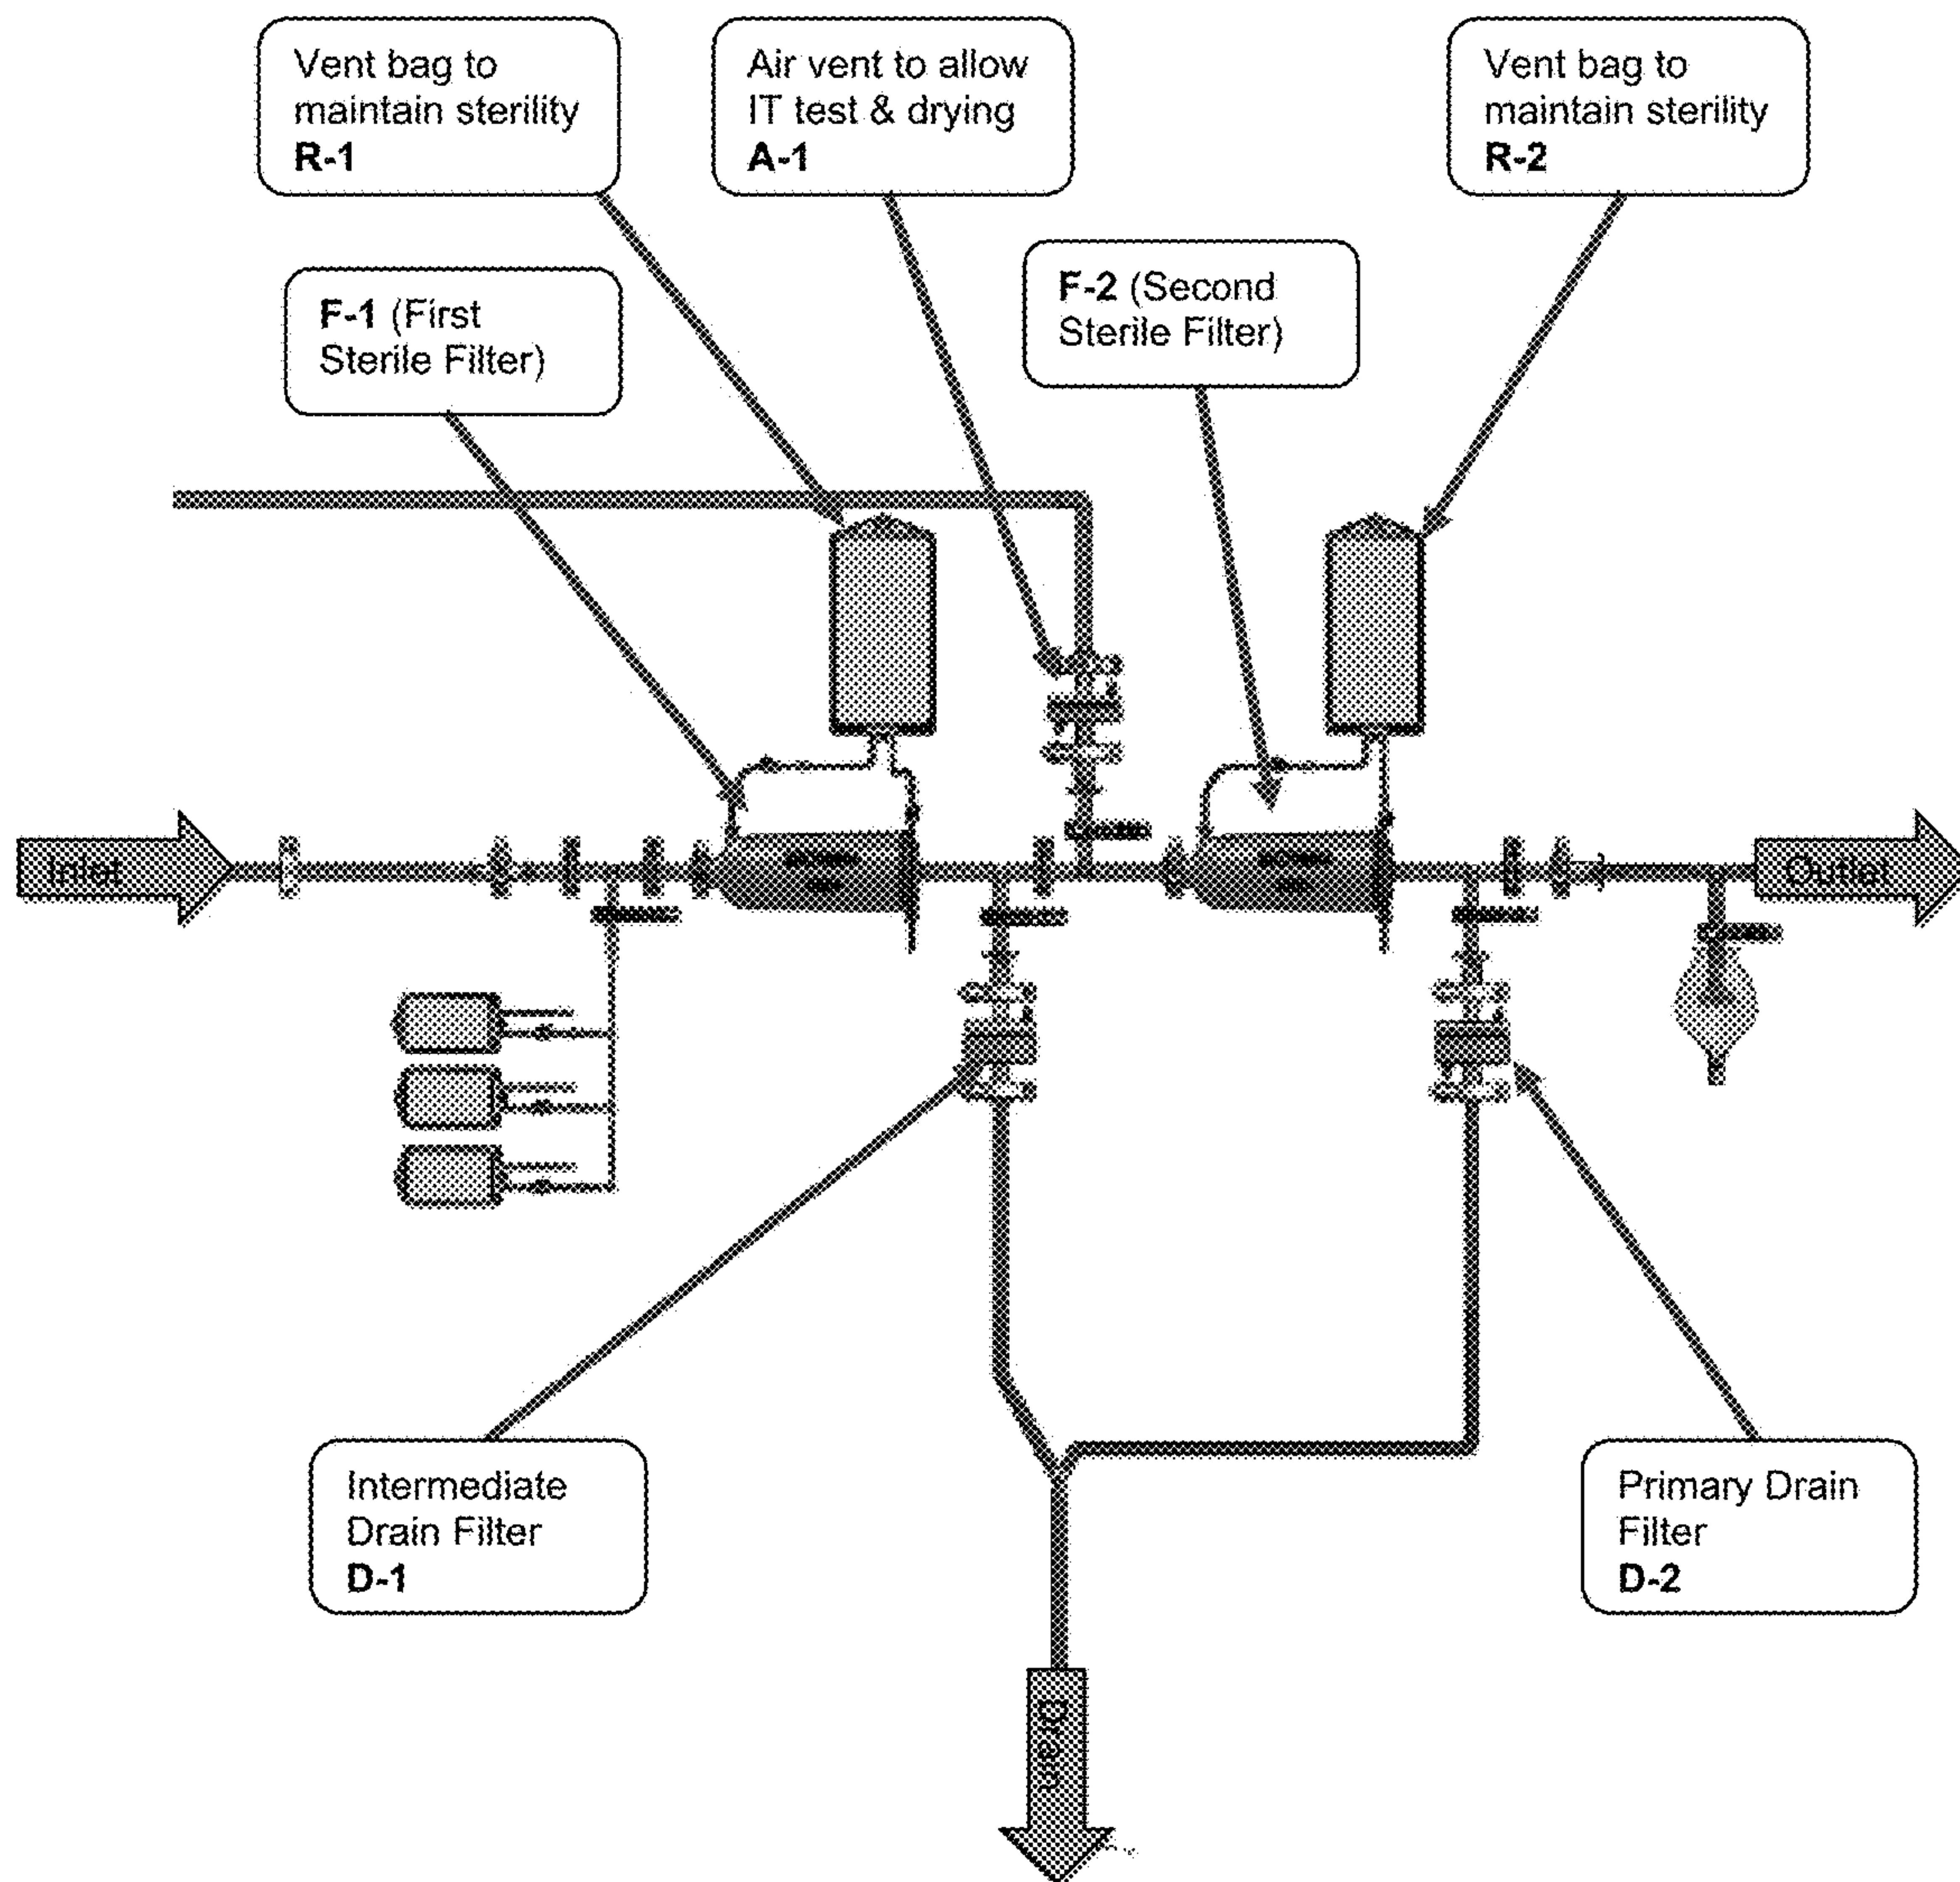 Vent bag to
maintain sterility
R-1
Air vent to allow
IT test & drying
A-1
Vent bag to
maintain sterility
R-2
F-1 (First
Sterile Filter)
F-2 (Second
Sterile Filter)
Inlet
Outlet
Intermediate
Drain Filter
D-1
Primary Drain
Filter
D-2
Drain